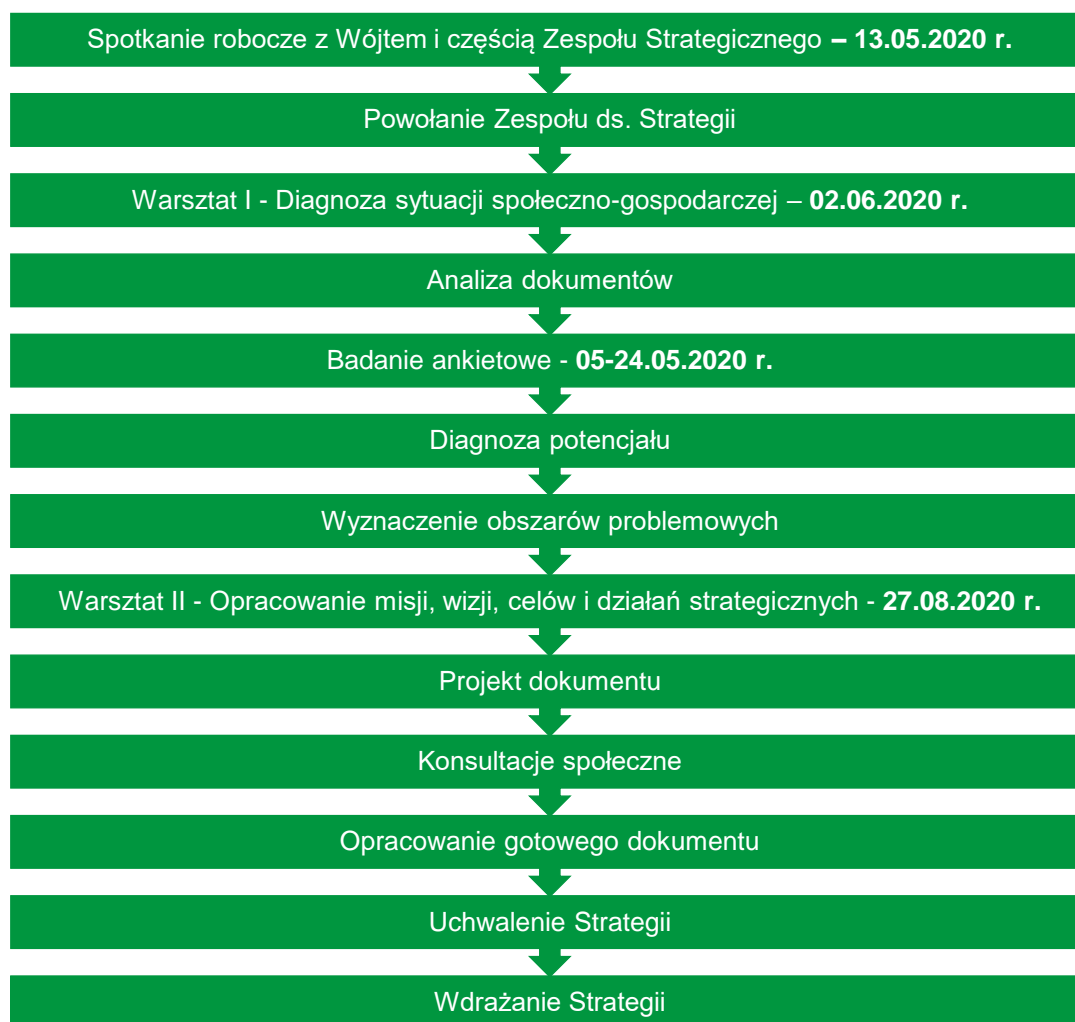 Spotkanie robocze z Wójtem i częścią Zespołu Strategicznego – 13.05.2020 r.
Powołanie Zespołu ds. Strategii
Warsztat I - Diagnoza sytuacji społeczno-gospodarczej – 02.06.2020 r.
Analiza dokumentów
Badanie ankietowe - 05-24.05.2020 r.
Diagnoza potencjału
Wyznaczenie obszarów problemowych
Warsztat II - Opracowanie misji, wizji, celów i działań strategicznych - 27.08.2020 r.
Projekt dokumentu
Konsultacje społeczne
Opracowanie gotowego dokumentu
Uchwalenie Strategii
Wdrażanie Strategii